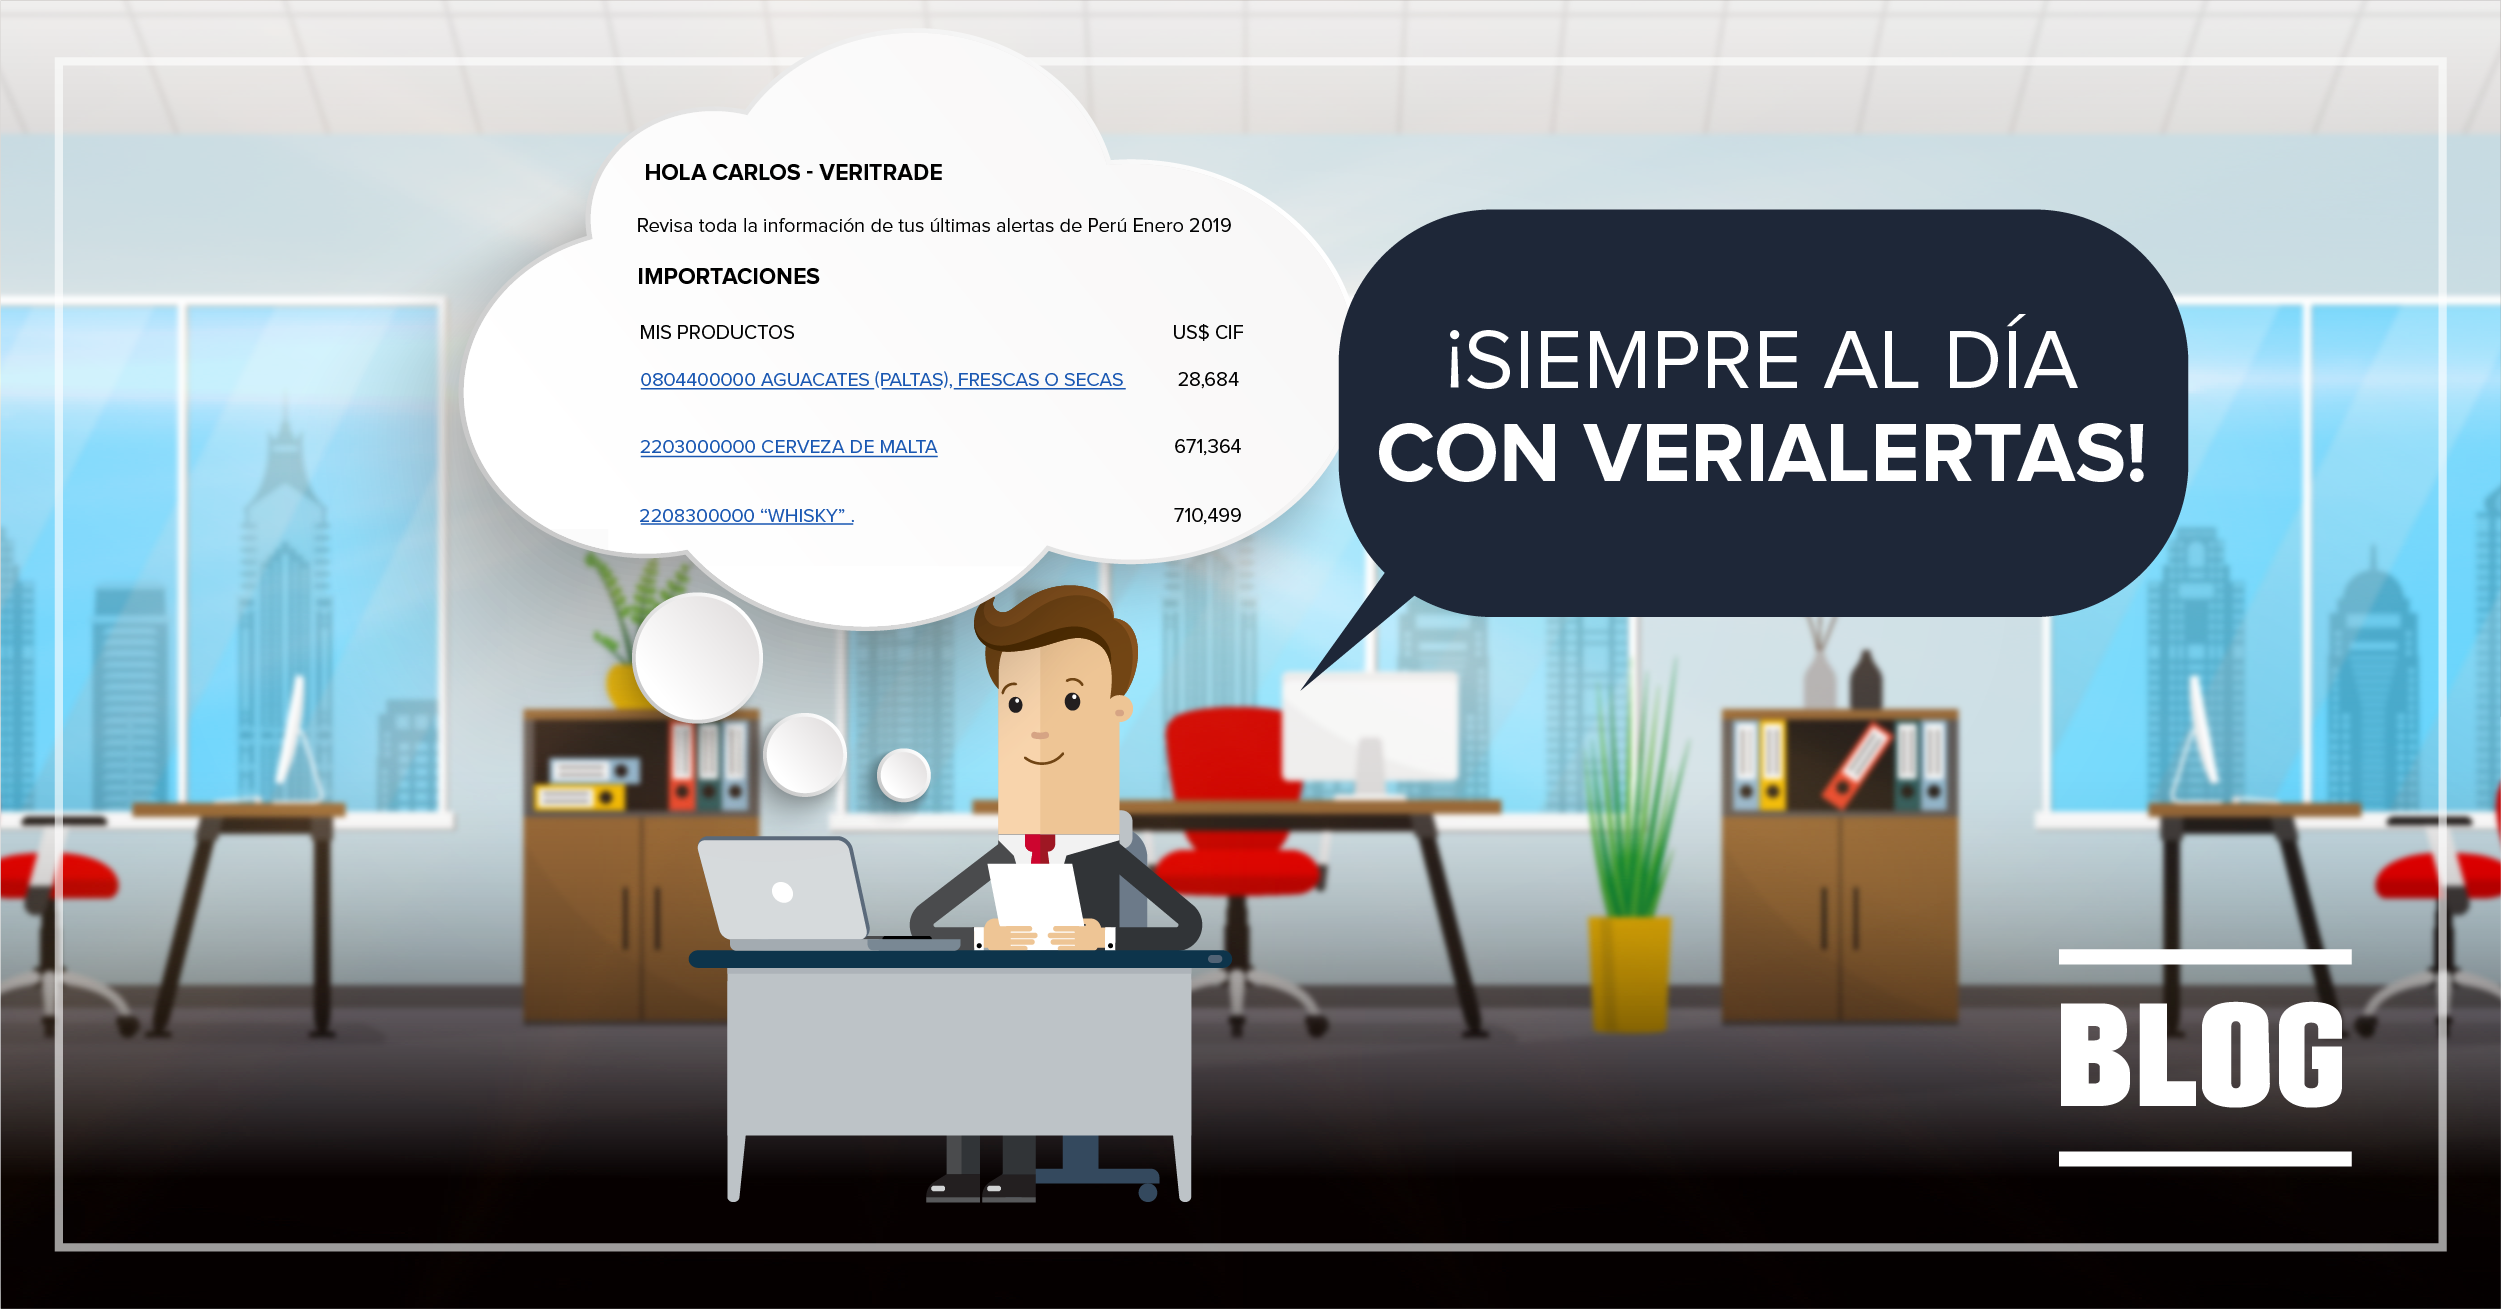 HOLA CARLOS - VERITRADE
Revisa toda la información de tus últimas alertas de Perú Enero 2019
IMPORTACIONES
MIS PRODUCTOS US$ CIF
0804400000 AGUACATES (PALTAS), FRESCAS O SECAS 28,684
2203000000 CERVEZA DE MALTA 671,364
2208300000 “WHISKY” . 710,499
¡SIEMPRE AL DÍA
CON VERIALERTAS!
BLOG